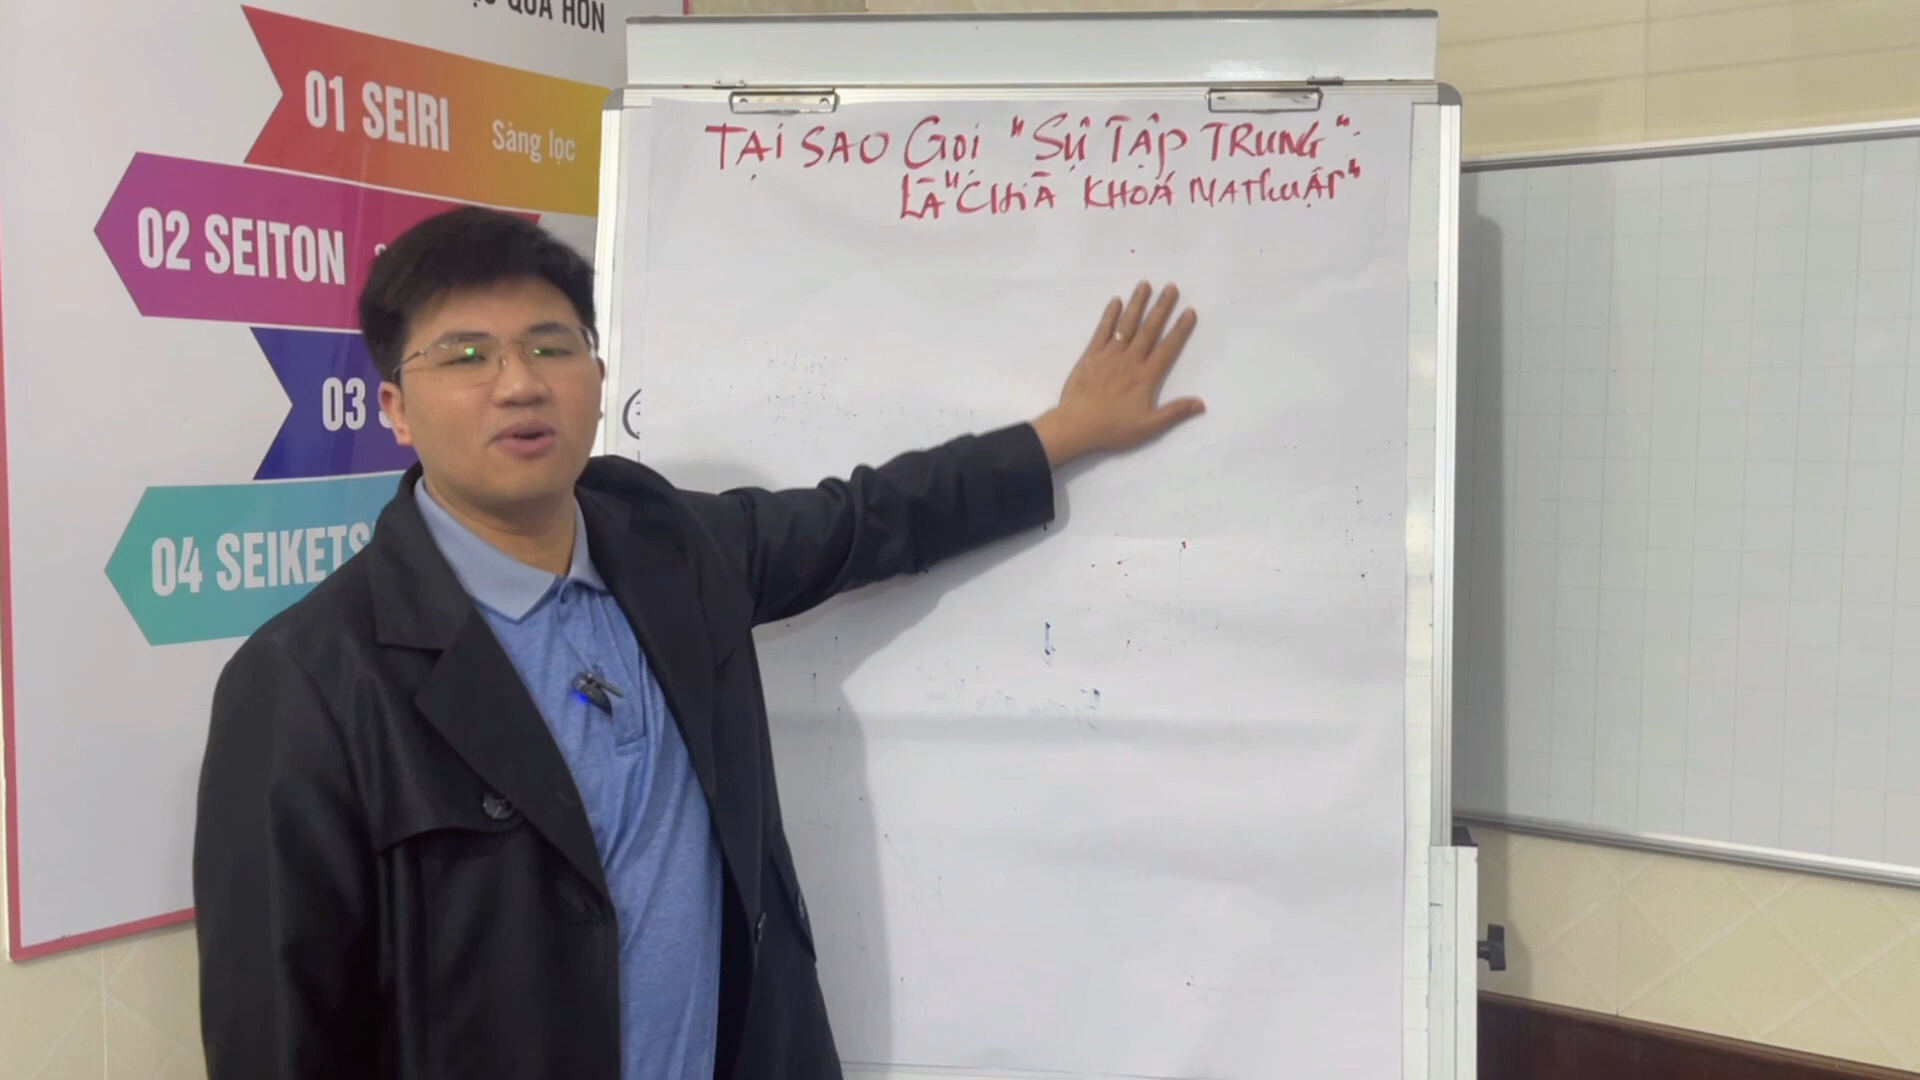 QUẢ HƠN
01 SEIRI Sàng lọc
02 SEITON S
03 S
04 SEIKETS
TẠI SAO GỌI "SỰ TẬP TRUNG"
LÀ "CHÌA KHOÁ MA THUẬT"